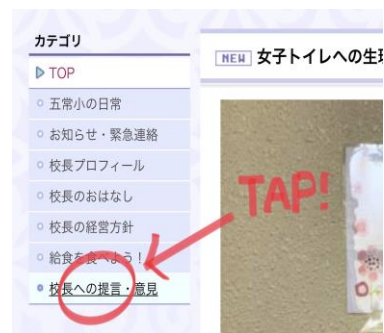 カテゴリ
TOP
五常小の日常
お知らせ・緊急連絡
校長プロフィール
校長のおはなし
校長の経営方針
給食を食べよう！
校長への提言・意見
NEW 女子トイレへの生
TAP!